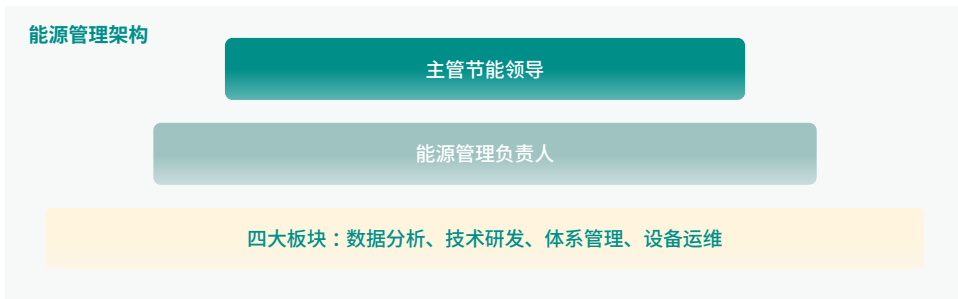 能源管理架构
主管节能领导
能源管理负责人
四大板块：数据分析、技术研发、体系管理、设备运维